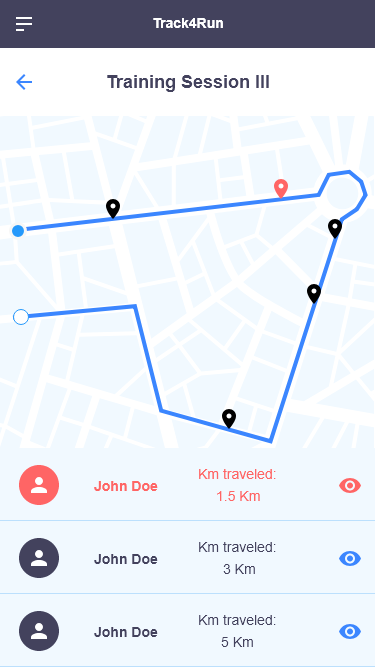 Track4Run
Training Session lll
Km traveled:
John Doe
1.5 Km
Km traveled:
John Doe
3 Km
Km traveled:
John Doe
5 Km